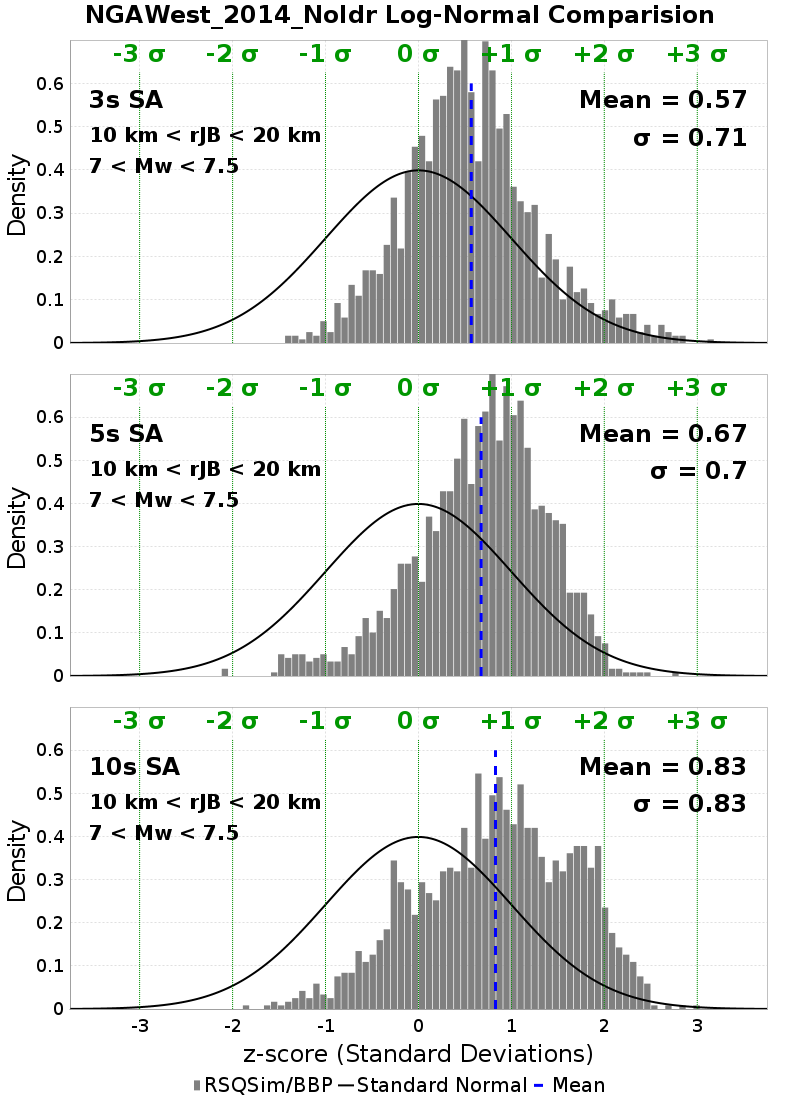 NGAWest_2014_NoIdr Log-Normal Comparision
-3 σ -2 σ -1 σ 0 σ +1 σ +2 σ +3 σ
3s SA Mean = 0.57
10 km < rJB < 20 km σ = 0.71
7 < Mw < 7.5
Density
0.6
0.5
0.4
0.3
0.2
0.1
0
-3 σ -2 σ -1 σ 0 σ +1 σ +2 σ +3 σ
5s SA Mean = 0.67
10 km < rJB < 20 km σ = 0.7
7 < Mw < 7.5
Density
0.6
0.5
0.4
0.3
0.2
0.1
0
-3 σ -2 σ -1 σ 0 σ +1 σ +2 σ +3 σ
10s SA Mean = 0.83
10 km < rJB < 20 km σ = 0.83
7 < Mw < 7.5
Density
0.6
0.5
0.4
0.3
0.2
0.1
0
-3 -2 -1 0 1 2 3
z-score (Standard Deviations)
RSQSim/BBP Standard Normal Mean